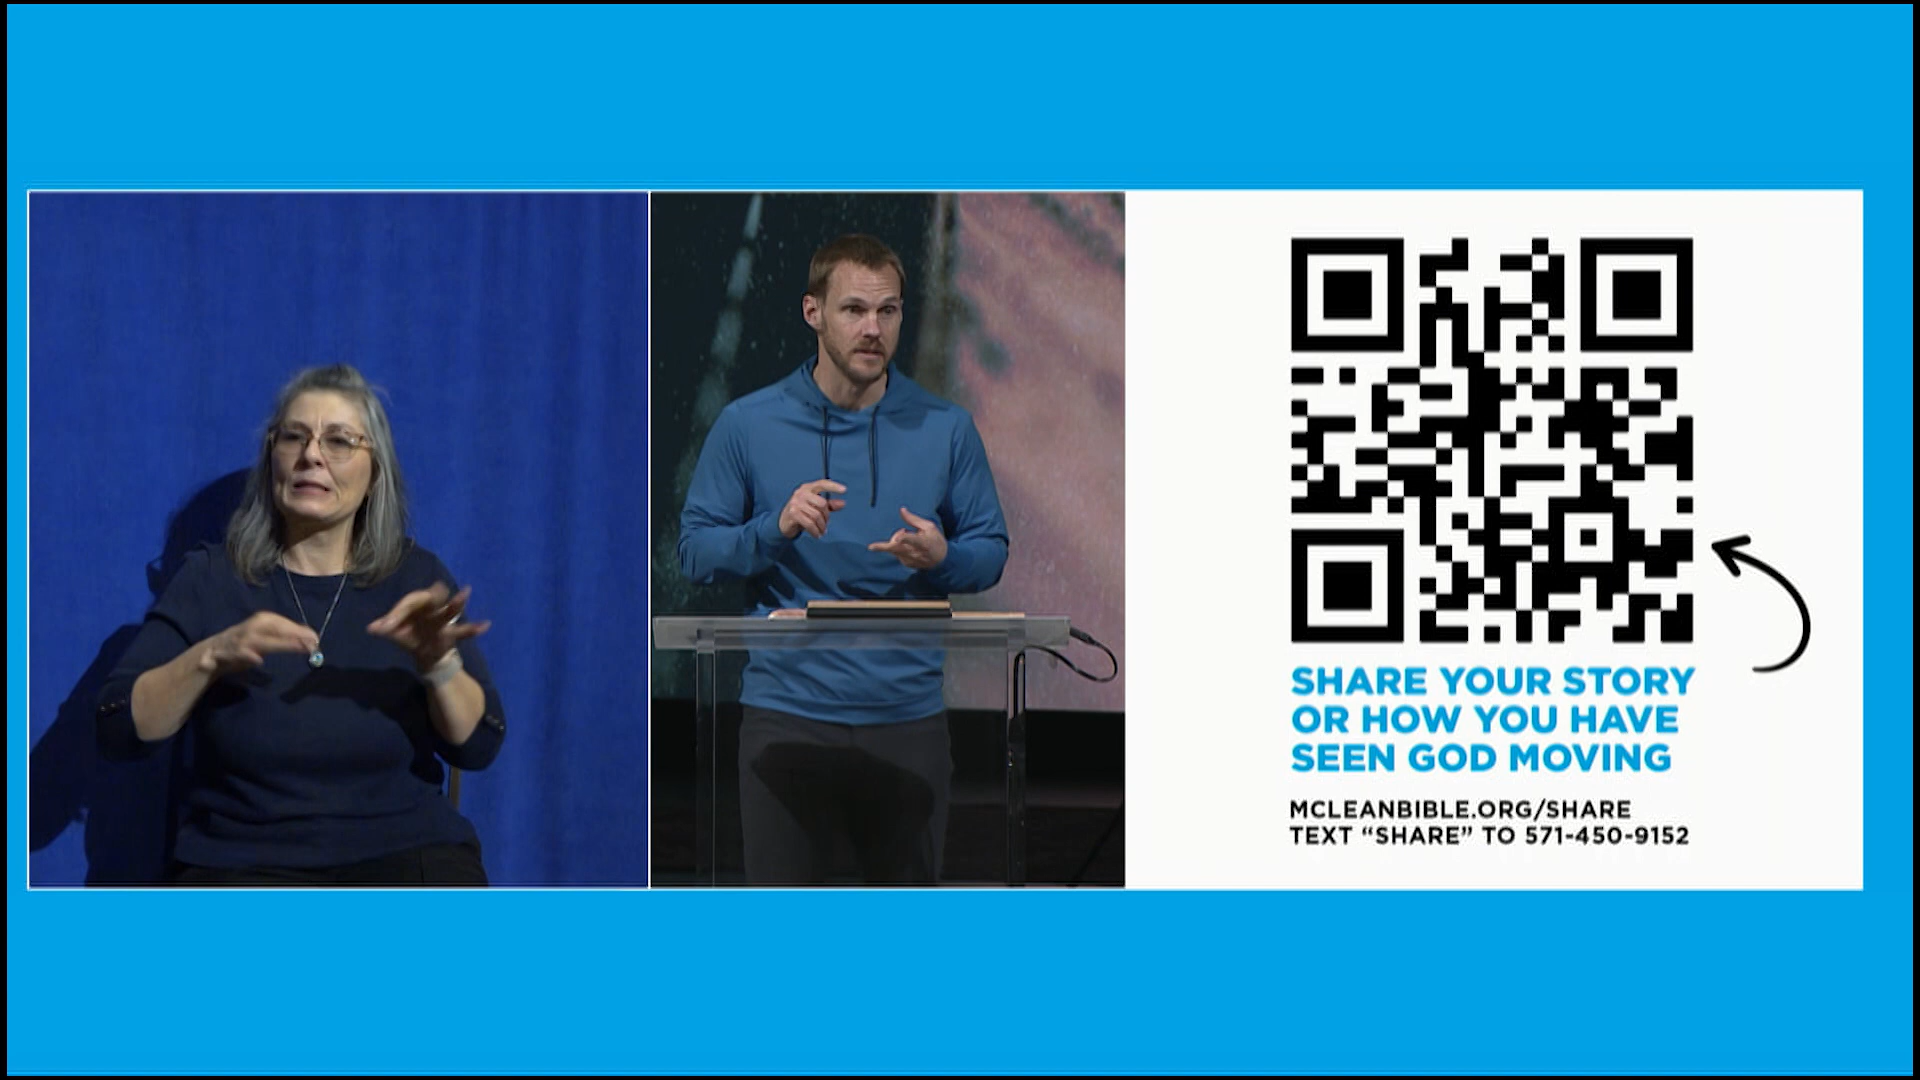 SHARE YOUR STORY
OR HOW YOU HAVE
SEEN GOD MOVING
MCLEANBIBLE.ORG/SHARE
TEXT “SHARE” TO 571-450-9152